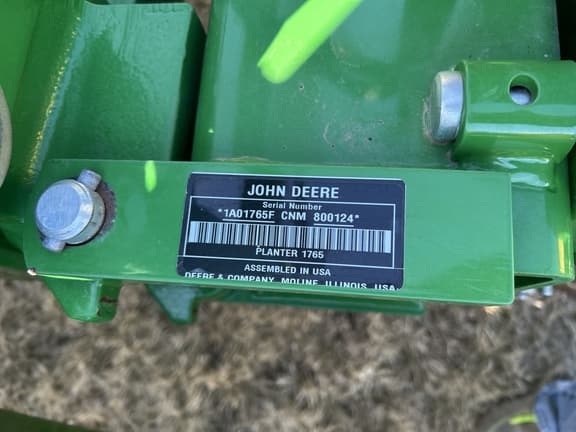 JOHN DEERE
Serial Number
*1A01765F CNM 800124*
PLANTER 1765
ASSEMBLED IN USA
DEERE & COMPANY, MOLINE, ILLINOIS, USA